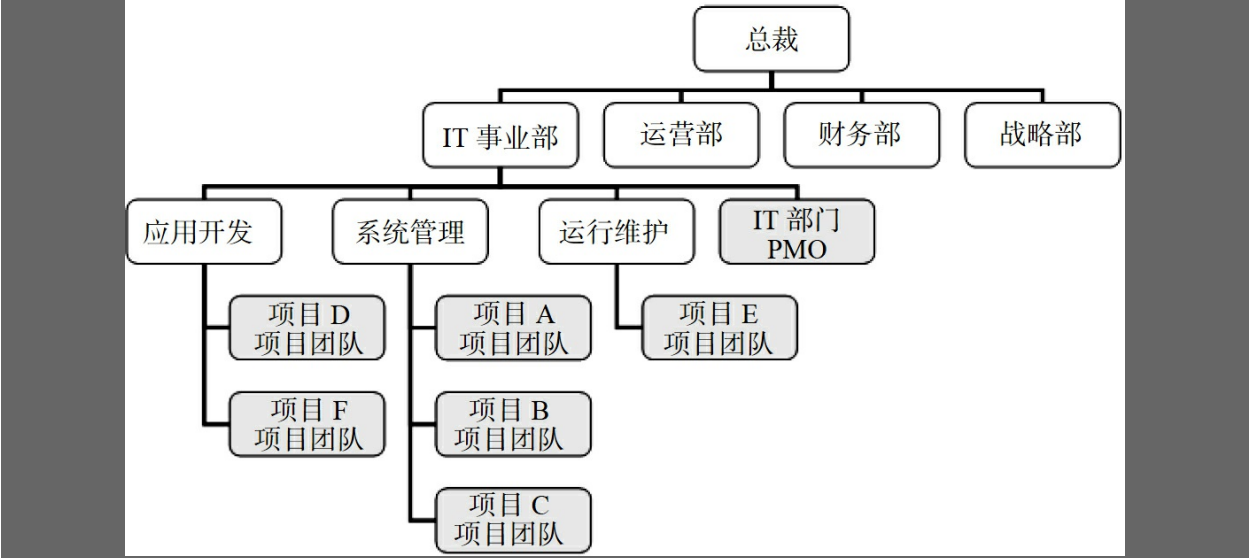 总裁
IT 事业部
运营部
财务部
战略部
应用开发
系统管理
运行维护
IT 部门
PMO
项目 D
项目团队
项目 A
项目团队
项目 E
项目团队
项目 F
项目团队
项目 B
项目团队
项目 C
项目团队